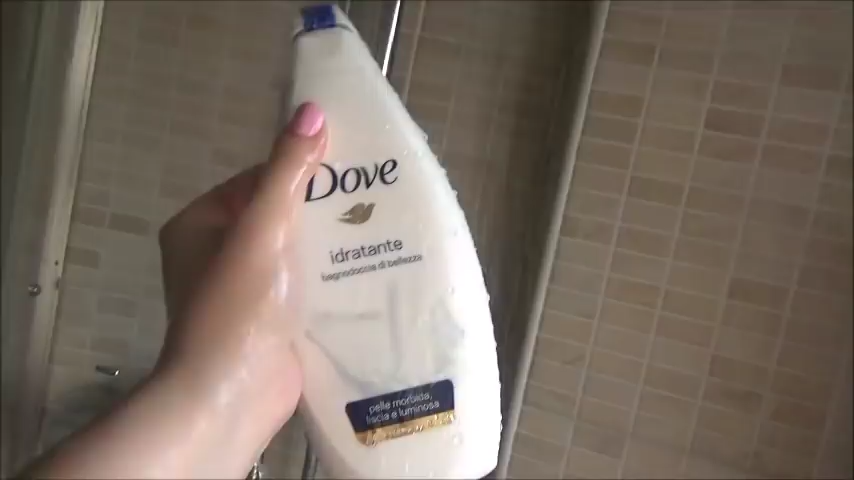 Dove
idratante
bagnodoccia di bellezza
pelle morbida,
liscia e luminosa